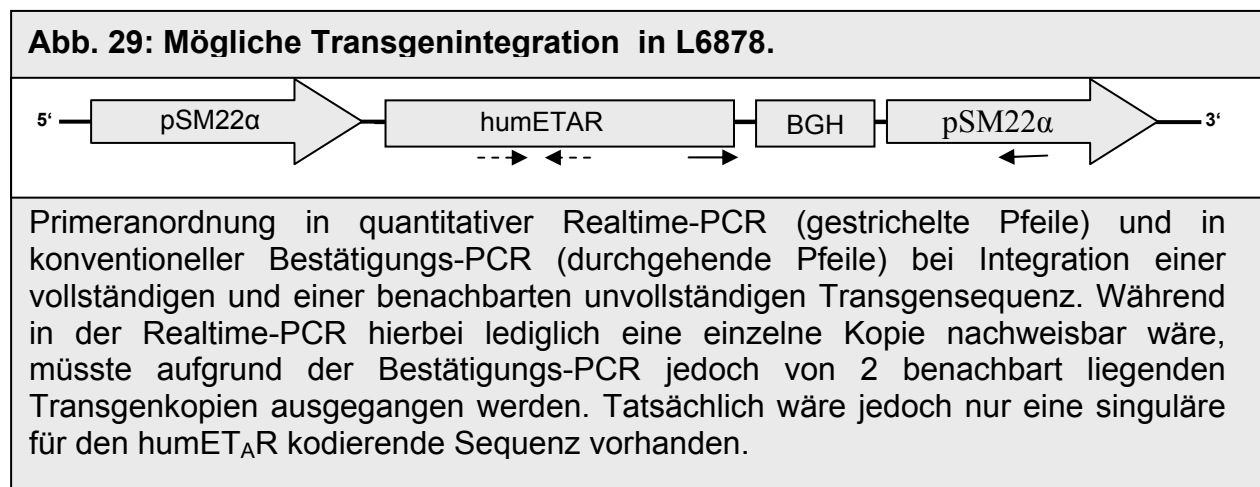 Abb. 29: Mögliche Transgenintegration in L6878.
5‘ pSM22α humETAR BGH pSM22α 3‘
Primeranordnung in quantitativer Realtime-PCR (gestrichelte Pfeile) und in
konventioneller Bestätigungs-PCR (durchgehende Pfeile) bei Integration einer
vollständigen und einer benachbarten unvollständigen Transgensequenz. Während
in der Realtime-PCR hierbei lediglich eine einzelne Kopie nachweisbar wäre,
müsste aufgrund der Bestätigungs-PCR jedoch von 2 benachbart liegenden
Transgenkopien ausgegangen werden. Tatsächlich wäre jedoch nur eine singuläre
für den humETAR kodierende Sequenz vorhanden.